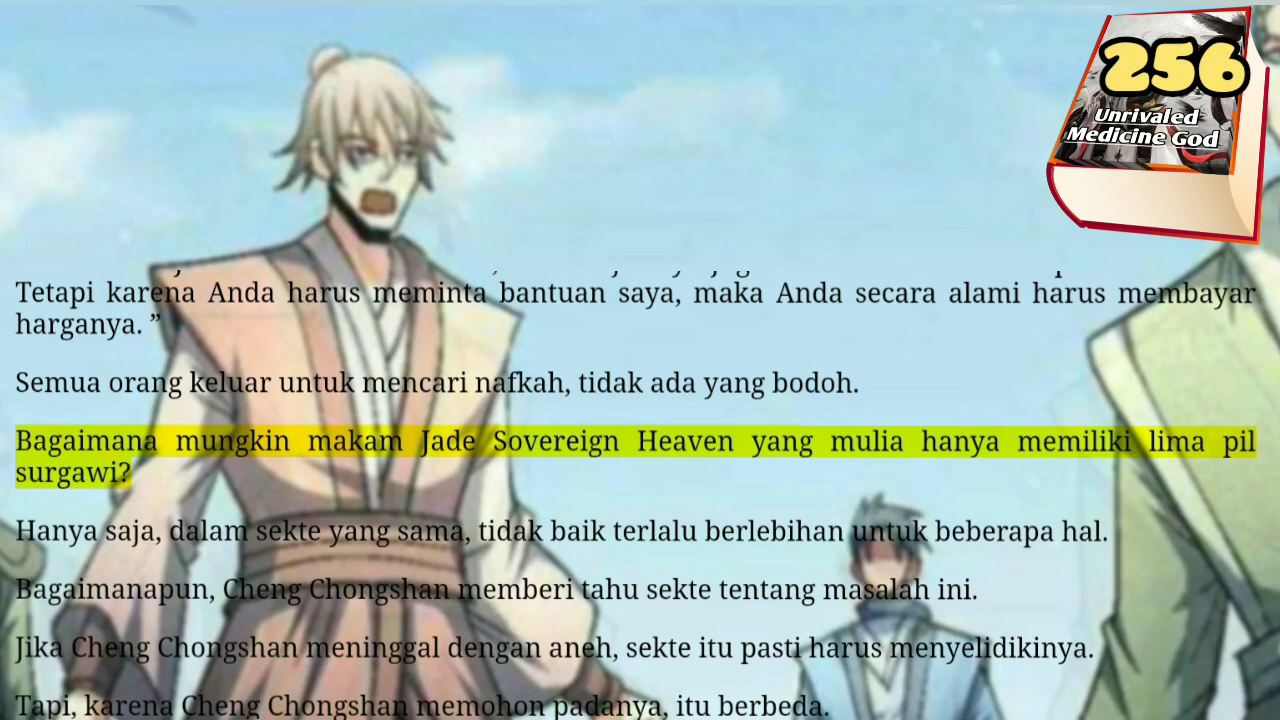 256
Unrivaled
Medicine God
Tetapi karena Anda harus meminta bantuan saya, maka Anda secara alami harus membayar
harganya. ”
Semua orang keluar untuk mencari nafkah, tidak ada yang bodoh.
Bagaimana mungkin makam Jade Sovereign Heaven yang mulia hanya memiliki lima pil
surgawi?
Hanya saja, dalam sekte yang sama, tidak baik terlalu berlebihan untuk beberapa hal.
Bagaimanapun, Cheng Chongshan memberi tahu sekte tentang masalah ini.
Jika Cheng Chongshan meninggal dengan aneh, sekte itu pasti harus menyelidikinya.
Tapi, karena Cheng Chongshan memohon padanya, itu berbeda.